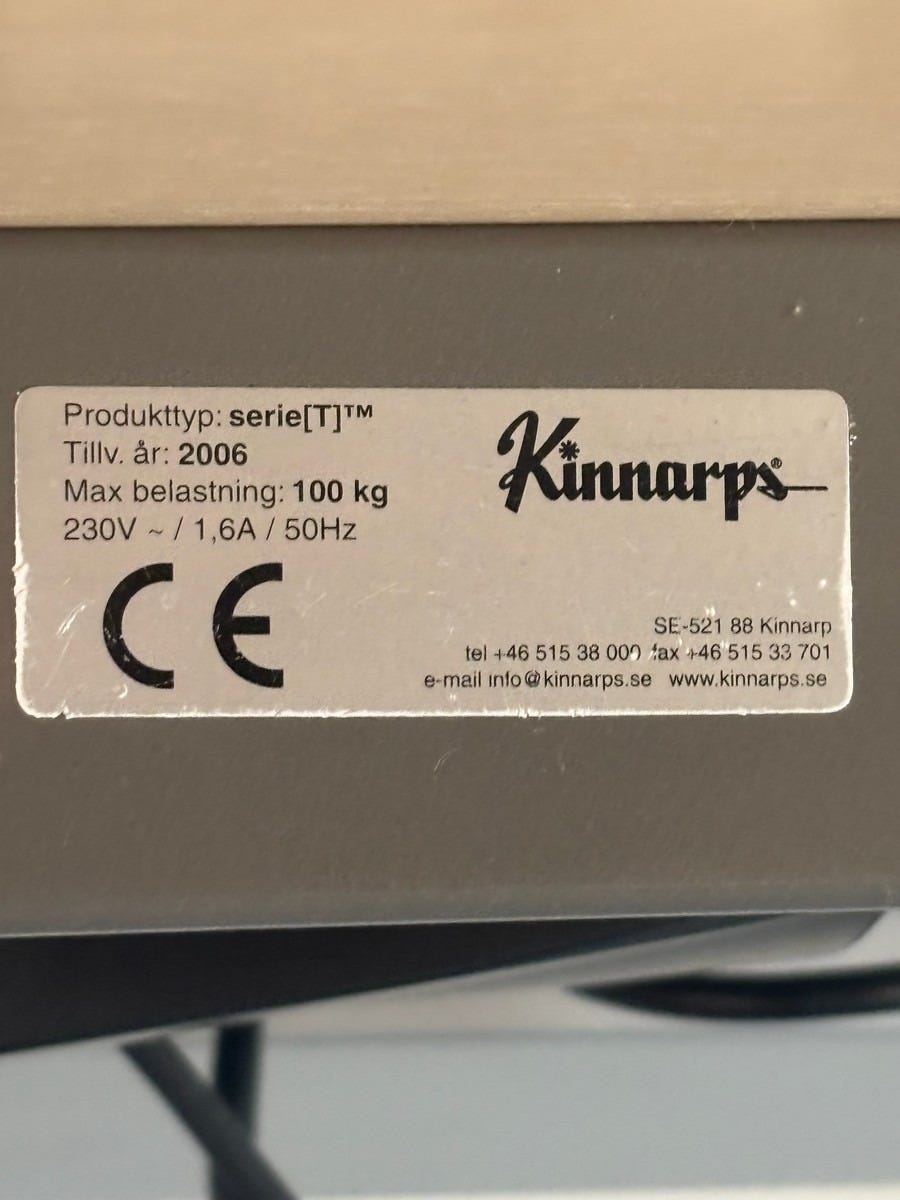 Produkttyp: serie[T]™
Tillv. år: 2006
Max belastning: 100 kg
230V ~ / 1,6A / 50Hz
CE
Kinnarps®
SE-521 88 Kinnarp
tel +46 515 38 000 fax +46 515 33 701
e-mail info@kinnarps.se www.kinnarps.se